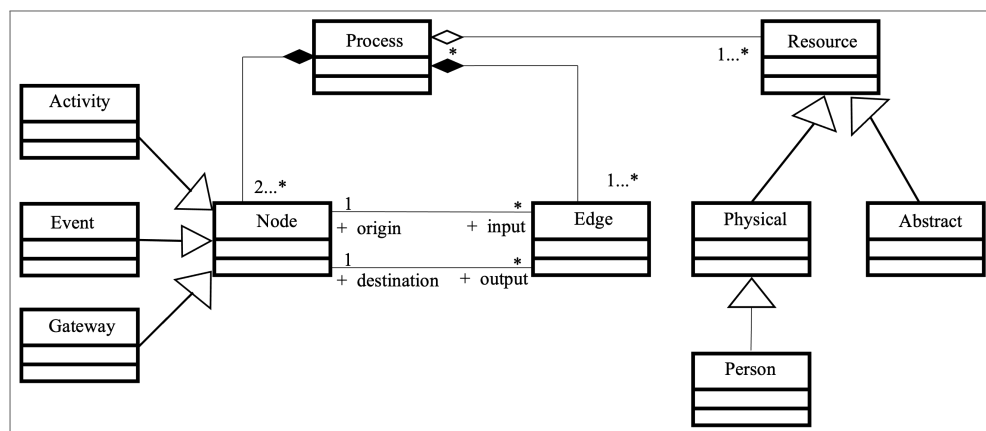 Process
*
1...*
Resource
Activity
2...*
1...*
Event
Node
1
+ origin
*
+ input
Edge
Physical
Abstract
1
+ destination
*
+ output
Gateway
Person